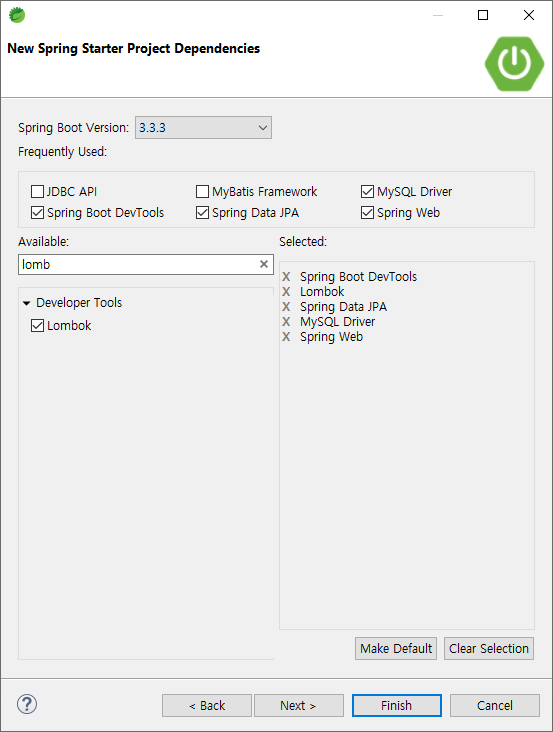 New Spring Starter Project Dependencies
Spring Boot Version: 3.3.3
Frequently Used:
JDBC API MyBatis Framework MySQL Driver
Spring Boot DevTools Spring Data JPA Spring Web
Available:
lomb
Developer Tools
Lombok
Selected:
X Spring Boot DevTools
X Lombok
X Spring Data JPA
X MySQL Driver
X Spring Web
Make Default Clear Selection
? < Back Next > Finish Cancel